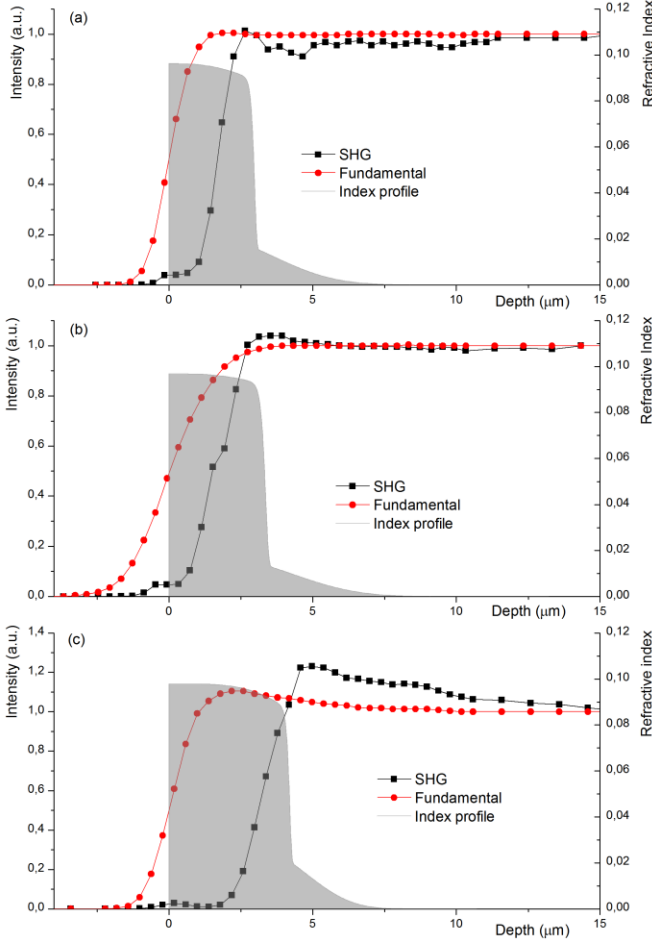 (a)
Intensity (a.u.)
1,0
0,8
0,6
0,4
0,2
0,0
0,12
0,10
0,08
0,06
0,04
0,02
0,00
Refractive Index
SHG
Fundamental
Index profile
0
5
10
15
Depth (μm)
(b)
Intensity (a.u.)
1,0
0,8
0,6
0,4
0,2
0,0
0,12
0,10
0,08
0,06
0,04
0,02
0,00
Refractive Index
SHG
Fundamental
Index profile
0
5
10
15
Depth (μm)
(c)
Intensity (a.u.)
1,4
1,2
1,0
0,8
0,6
0,4
0,2
0,0
0,12
0,10
0,08
0,06
0,04
0,02
0,00
Refractive index
SHG
Fundamental
Index profile
0
5
10
15
Depth (μm)